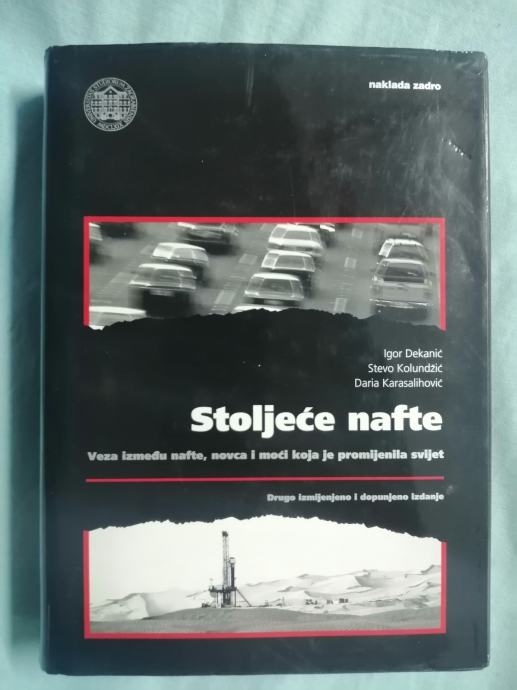 naklada zadro
Igor Dekanić
Stevo Kolundžić
Daria Karasalihović
Stoljeće nafte
Veza između nafte, novca i moći koja je promijenila svijet
Drugo izmijenjeno i dopunjeno izdanje